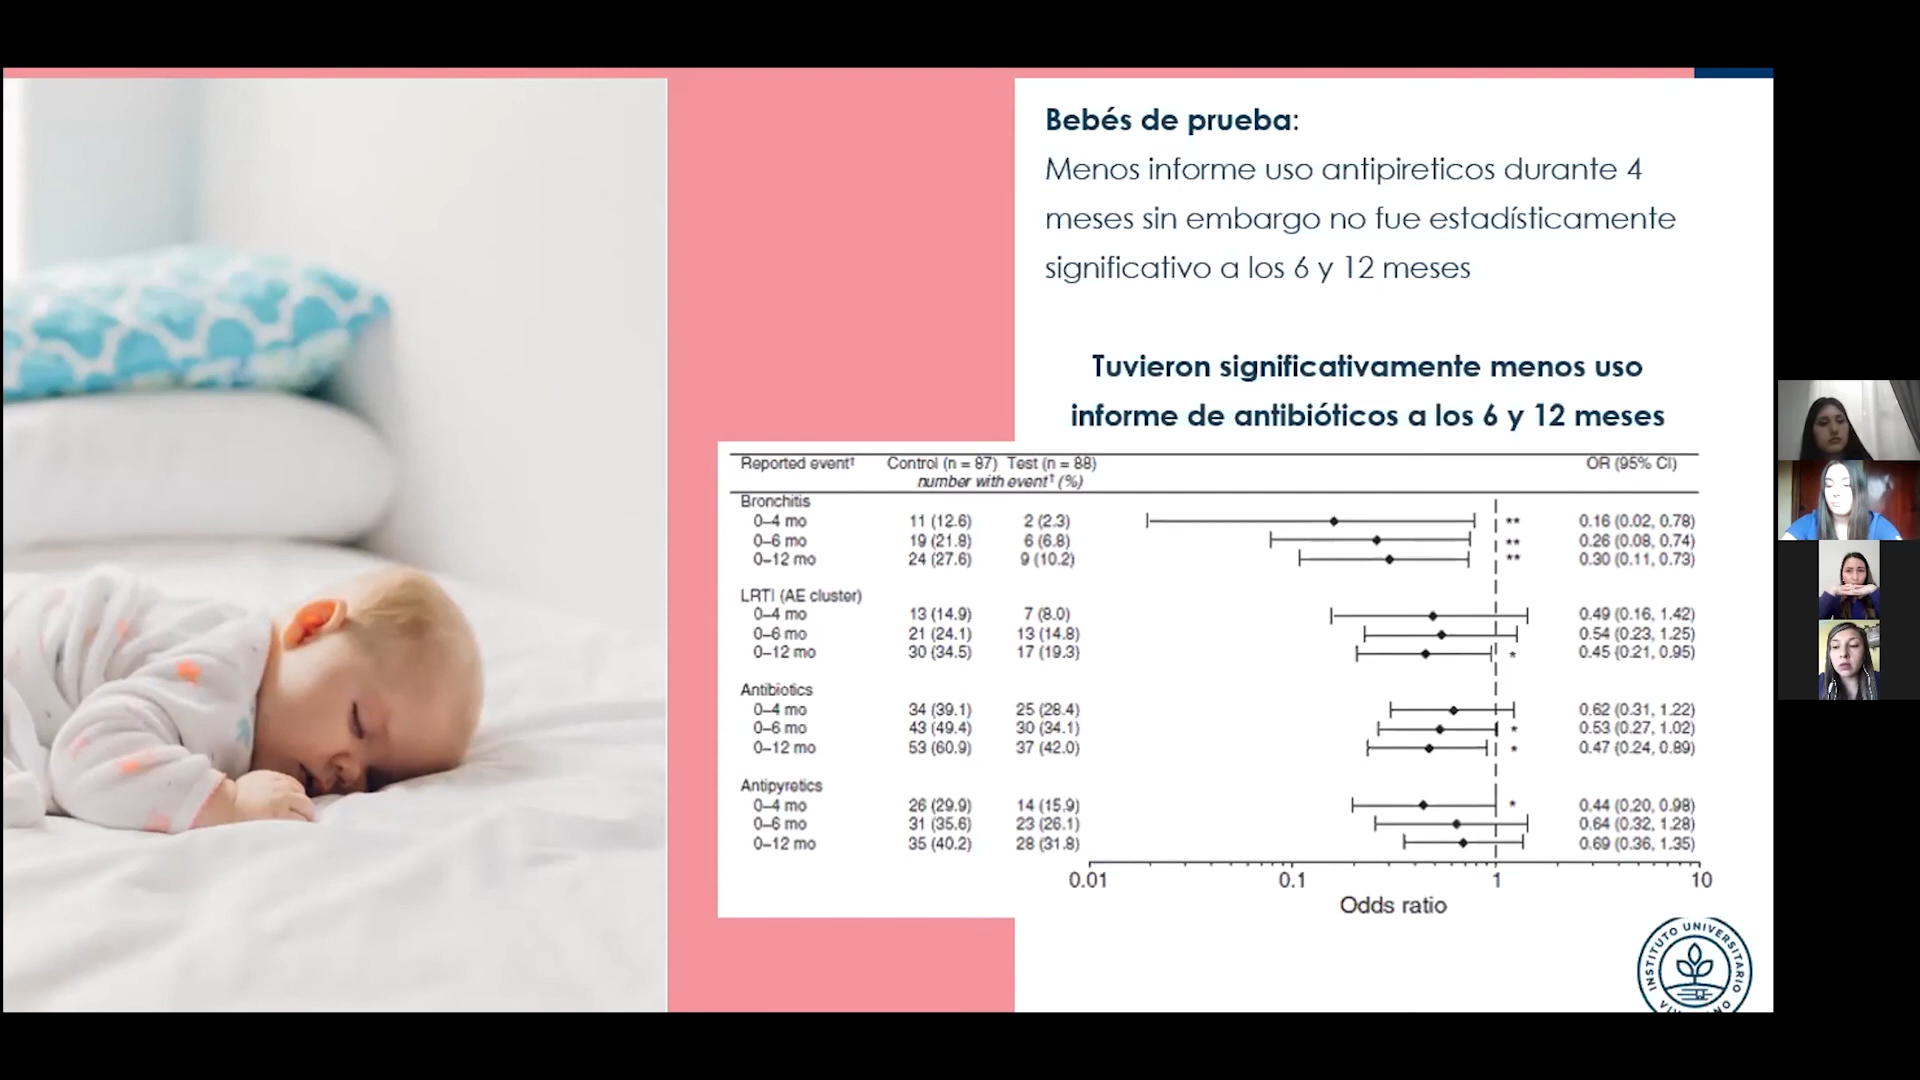 Bebés de prueba:
Menos informe uso antipireticos durante 4
meses sin embargo no fue estadísticamente
significativo a los 6 y 12 meses
Tuvieron significativamente menos uso
informe de antibióticos a los 6 y 12 meses
Reported event† Control (n = 87) Test (n = 88) OR (95% CI)
number with event† (%)
Bronchitis
0–4 mo 11 (12.6) 2 (2.3) ** 0.16 (0.02, 0.78)
0–6 mo 19 (21.8) 6 (6.8) ** 0.26 (0.08, 0.74)
0–12 mo 24 (27.6) 9 (10.2) ** 0.30 (0.11, 0.73)
LRTI (AE cluster)
0–4 mo 13 (14.9) 7 (8.0) 0.49 (0.16, 1.42)
0–6 mo 21 (24.1) 13 (14.8) 0.54 (0.23, 1.25)
0–12 mo 30 (34.5) 17 (19.3) * 0.45 (0.21, 0.95)
Antibiotics
0–4 mo 34 (39.1) 25 (28.4) 0.62 (0.31, 1.22)
0–6 mo 43 (49.4) 30 (34.1) * 0.53 (0.27, 1.02)
0–12 mo 53 (60.9) 37 (42.0) * 0.47 (0.24, 0.89)
Antipyretics
0–4 mo 26 (29.9) 14 (15.9) * 0.44 (0.20, 0.98)
0–6 mo 31 (35.6) 23 (26.1) 0.64 (0.32, 1.28)
0–12 mo 35 (40.2) 28 (31.8) 0.69 (0.36, 1.35)
0.01 0.1 1 10
Odds ratio
INSTITUTO UNIVERSITARIO